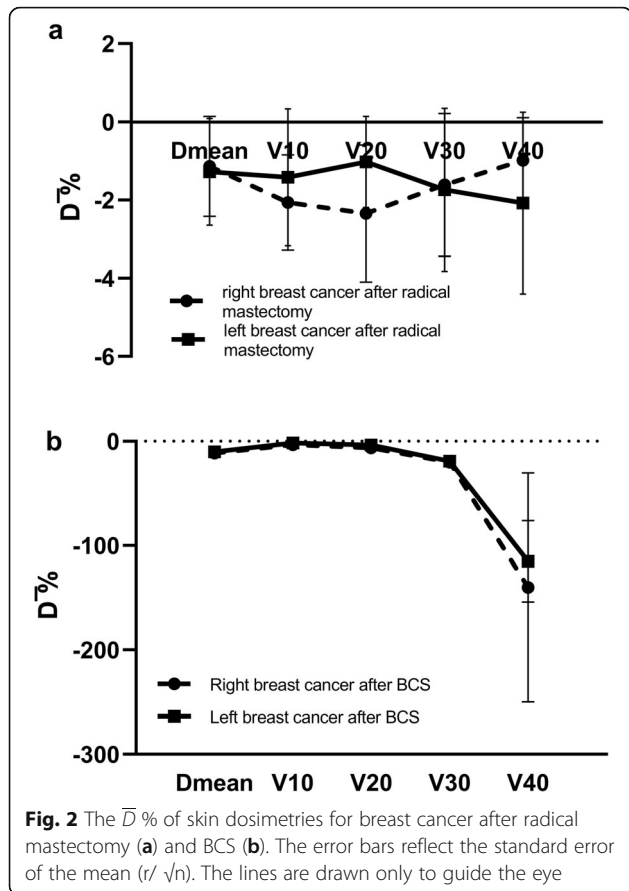 a
2
0
Dmean V10 V20 V30 V40
-2
D̅%
-4
right breast cancer after radical
mastectomy
left breast cancer after radical
mastectomy
-6
b
0
-100
D̅%
-200
Right breast cancer after BCS
Left breast cancer after BCS
-300
Dmean V10 V20 V30 V40
Fig. 2 The D̅ % of skin dosimetries for breast cancer after radical
mastectomy (a) and BCS (b). The error bars reflect the standard error
of the mean (r/ √n). The lines are drawn only to guide the eye